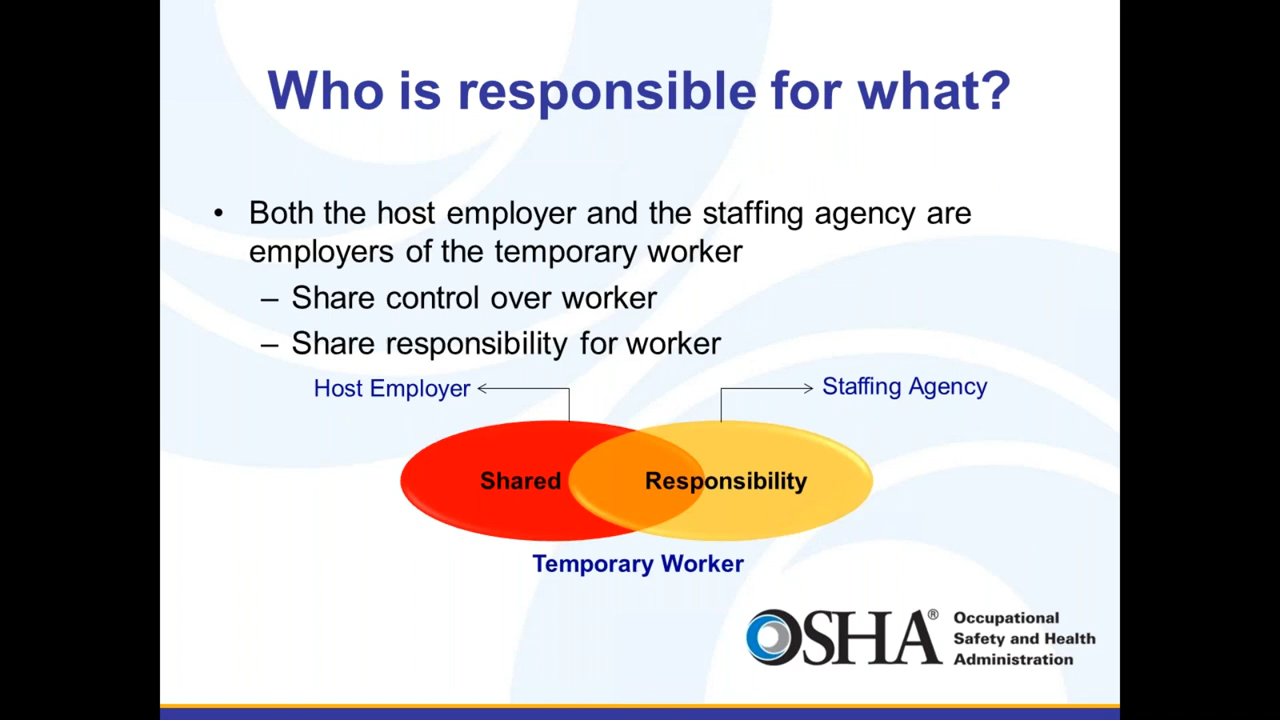 Who is responsible for what?
• Both the host employer and the staffing agency are
employers of the temporary worker
– Share control over worker
– Share responsibility for worker
Host Employer
Staffing Agency
Shared
Responsibility
Temporary Worker
OSHA®
Occupational
Safety and Health
Administration